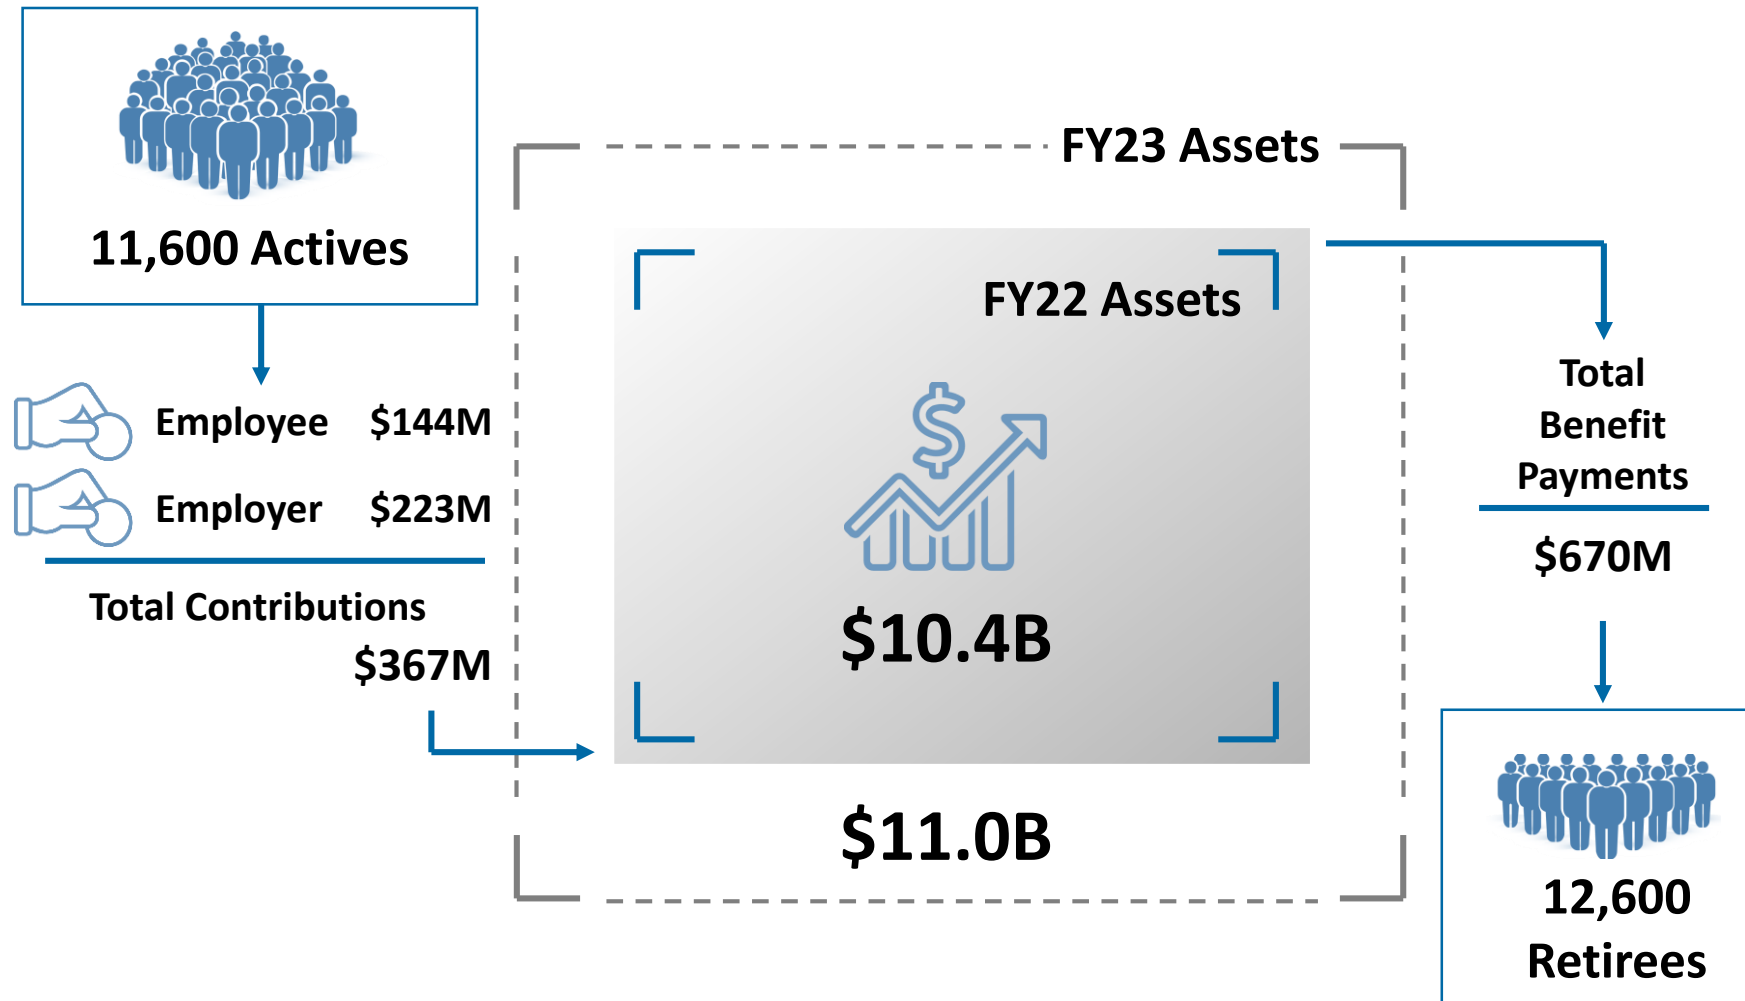 11,600 Actives
Employee $144M
Employer $223M
Total Contributions
$367M
FY23 Assets
FY22 Assets
$10.4B
$11.0B
Total
Benefit
Payments
$670M
12,600
Retirees